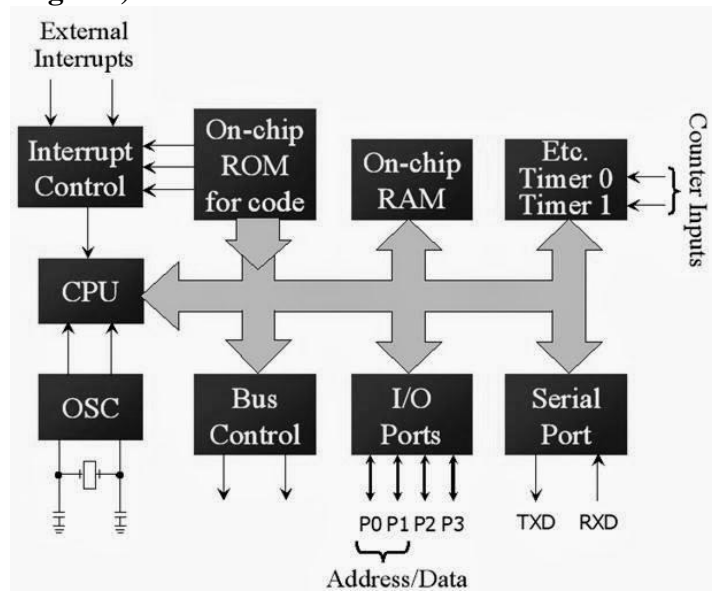 External
Interrupts
Interrupt
Control
On-chip
ROM
for code
On-chip
RAM
Etc.
Timer 0
Timer 1
Counter Inputs
CPU
OSC
Bus
Control
I/O
Ports
Serial
Port
P0 P1 P2 P3
TXD RXD
Address/Data